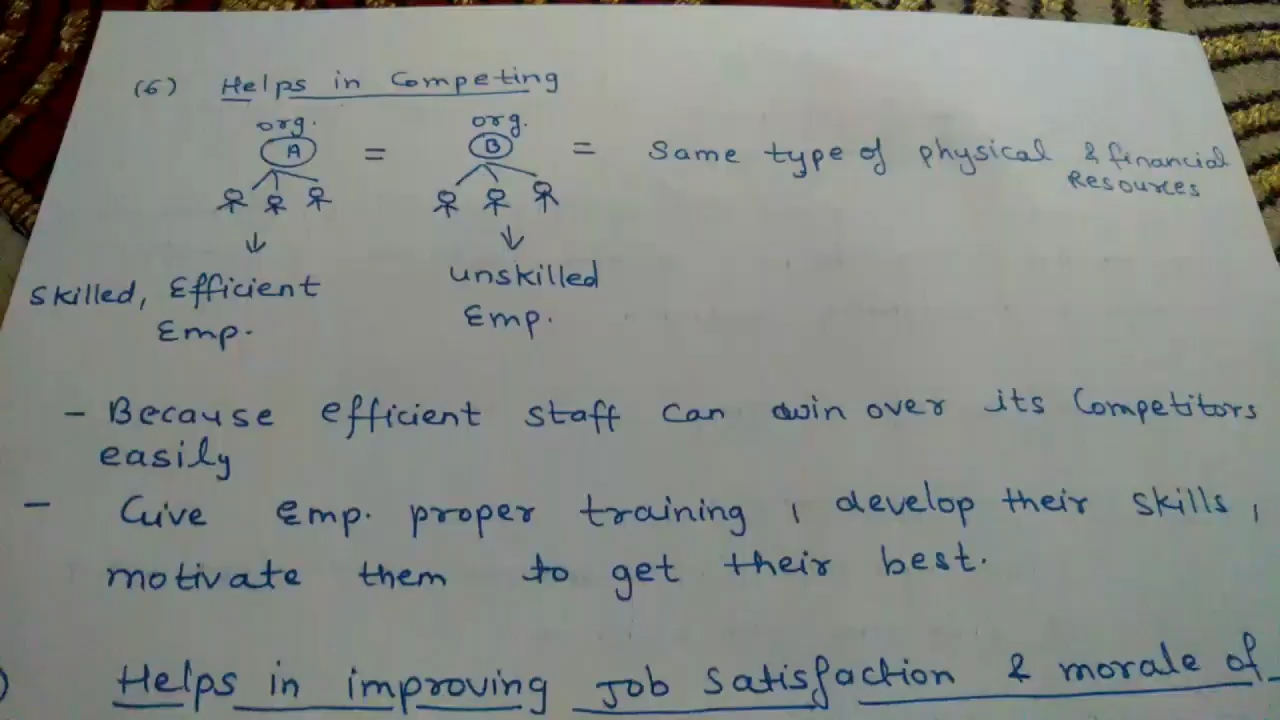 (6) Helps in Competing
org. org.
A = B = Same type of physical & financial
Resources
Skilled, Efficient unskilled
Emp. Emp.
- Because efficient staff can win over its Competitors
easily
- Give Emp. proper training, develop their skills,
motivate them to get their best.
) Helps in improving Job satisfaction & morale of